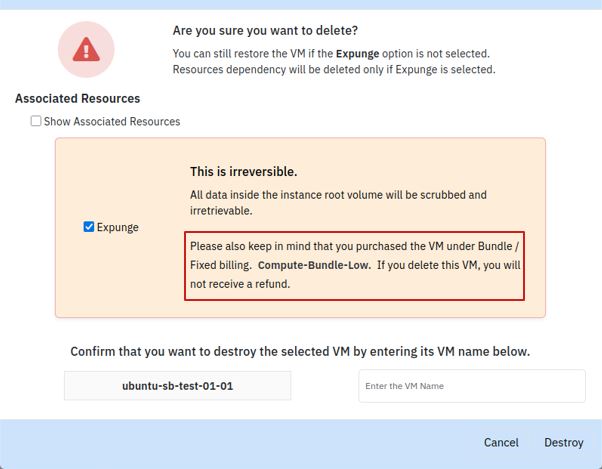 Are you sure you want to delete?
You can still restore the VM if the Expunge option is not selected.
Resources dependency will be deleted only if Expunge is selected.
Associated Resources
Show Associated Resources
This is irreversible.
All data inside the instance root volume will be scrubbed and
irretrievable.
Expunge
Please also keep in mind that you purchased the VM under Bundle /
Fixed billing. Compute-Bundle-Low. If you delete this VM, you will
not receive a refund.
Confirm that you want to destroy the selected VM by entering its VM name below.
ubuntu-sb-test-01-01
Enter the VM Name
Cancel
Destroy